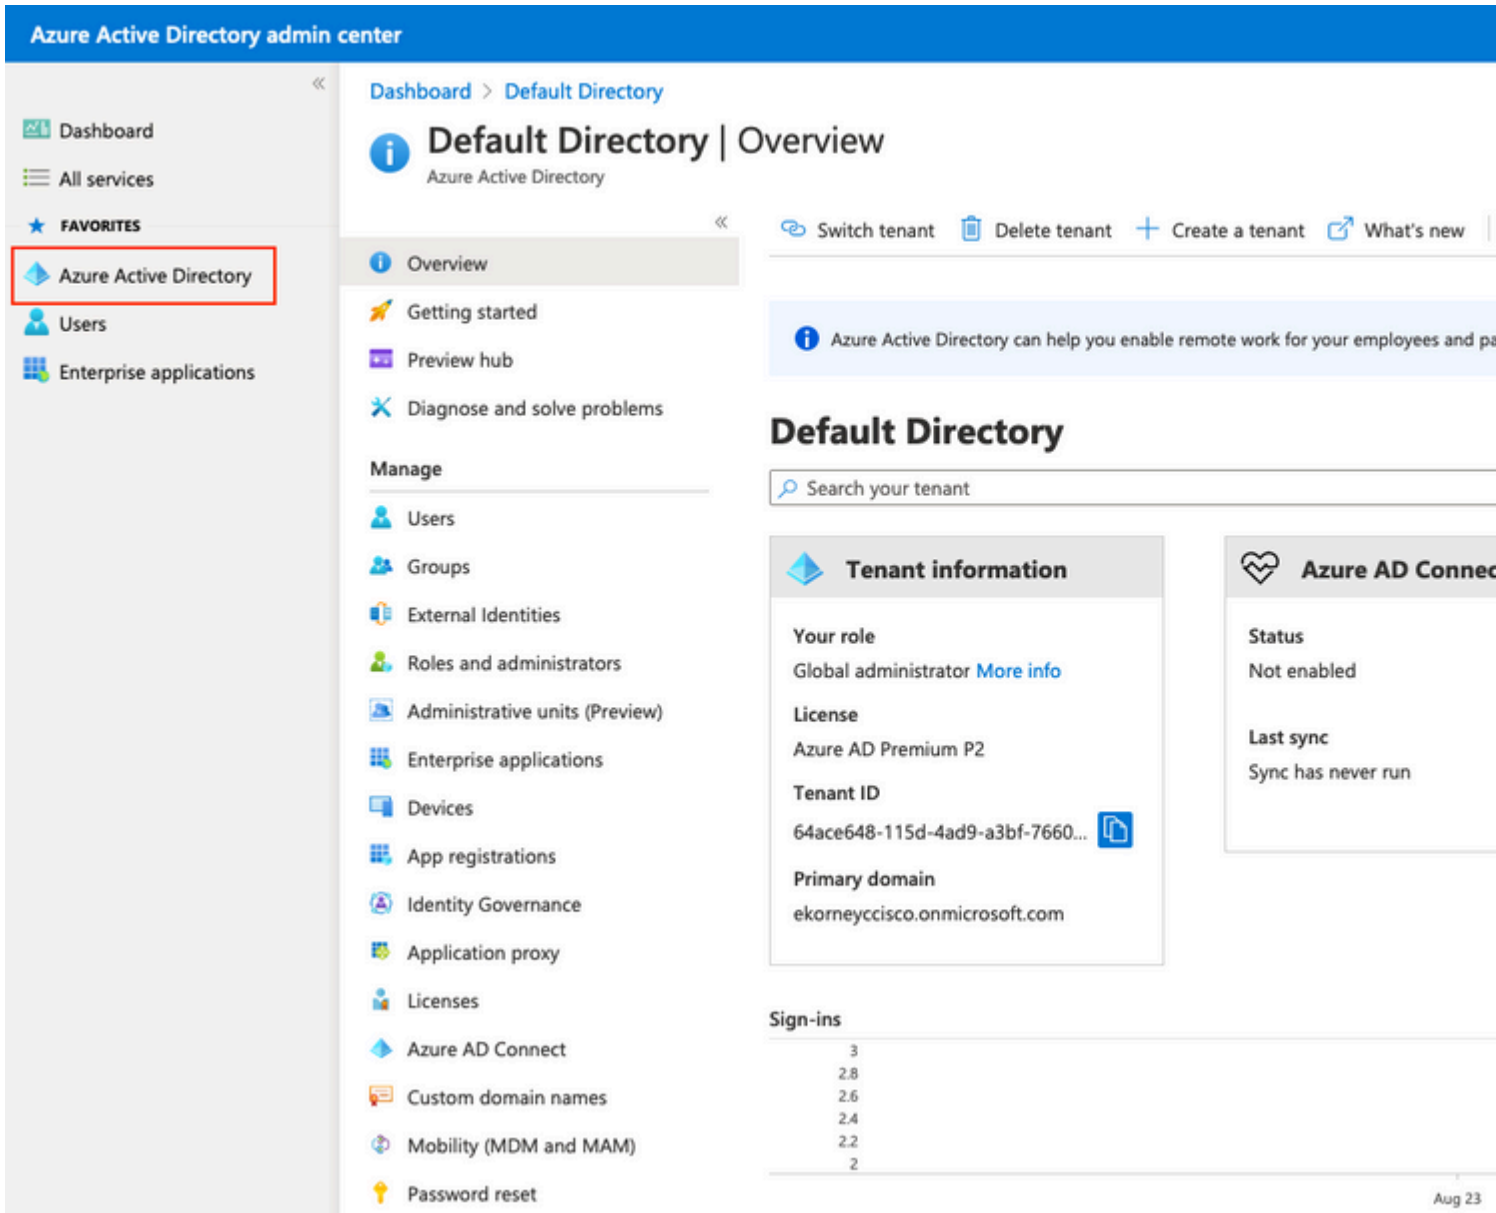 Azure Active Directory admin center
Dashboard
All services
FAVORITES
Azure Active Directory
Users
Enterprise applications
Dashboard > Default Directory
Default Directory | Overview
Azure Active Directory
Overview
Getting started
Preview hub
Diagnose and solve problems
Manage
Users
Groups
External Identities
Roles and administrators
Administrative units (Preview)
Enterprise applications
Devices
App registrations
Identity Governance
Application proxy
Licenses
Azure AD Connect
Custom domain names
Mobility (MDM and MAM)
Password reset
Switch tenant Delete tenant Create a tenant What's new
Azure Active Directory can help you enable remote work for your employees and pa
Default Directory
Search your tenant
Tenant information
Your role
Global administrator More info
License
Azure AD Premium P2
Tenant ID
64ace648-115d-4ad9-a3bf-7660...
Primary domain
ekorneyccisco.onmicrosoft.com
Azure AD Connec
Status
Not enabled
Last sync
Sync has never run
Sign-ins
3
2.8
2.6
2.4
2.2
2
Aug 23